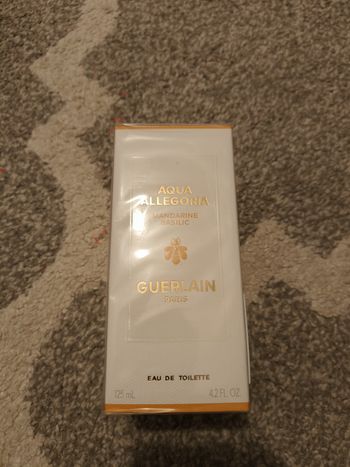 AQUA
ALLEGORIA
MANDARINE
BASILIC
GUERLAIN
PARIS
EAU DE TOILETTE
125 mL 4.2 FL. OZ.